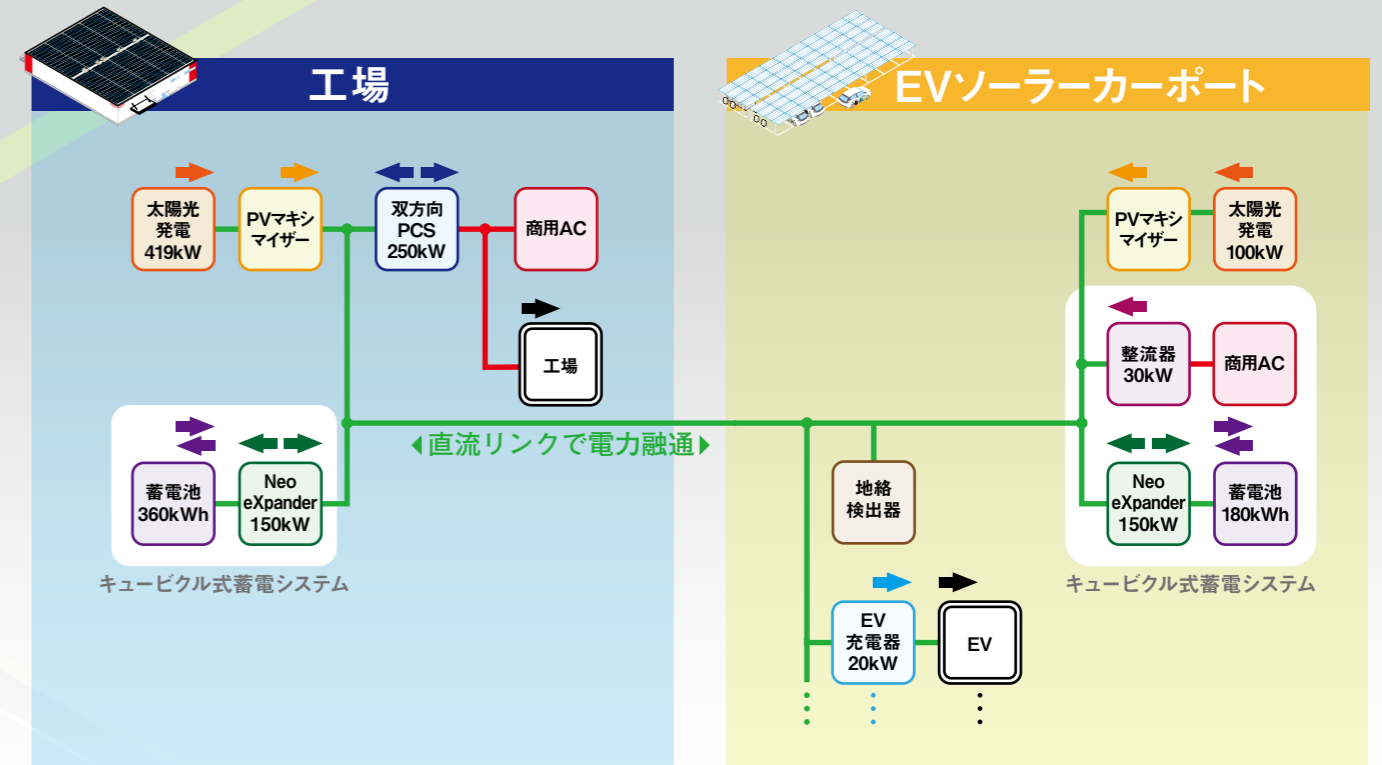 工場
EVソーラーカーポート
太陽光
発電
419kW
PVマキシ
マイザー
双方向
PCS
250kW
商用AC
工場
蓄電池
360kWh
Neo
eXpander
150kW
キュービクル式蓄電システム
直流リンクで電力融通
PVマキシ
マイザー
太陽光
発電
100kW
整流器
30kW
商用AC
Neo
eXpander
150kW
蓄電池
180kWh
キュービクル式蓄電システム
地絡
検出器
EV
充電器
20kW
EV